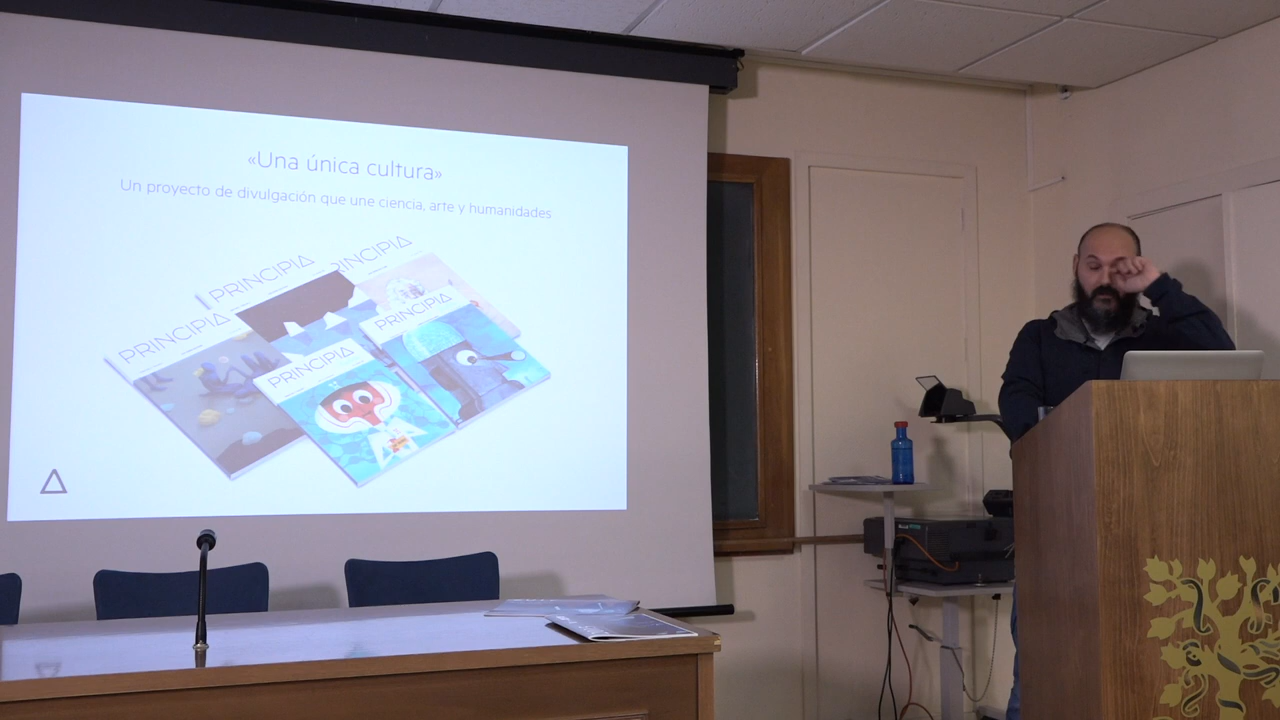 «Una única cultura»
Un proyecto de divulgación que une ciencia, arte y humanidades
PRINCIPIA
PRINCIPIA
PRINCIPIA
PRINCIPIA
PRINCIPIA